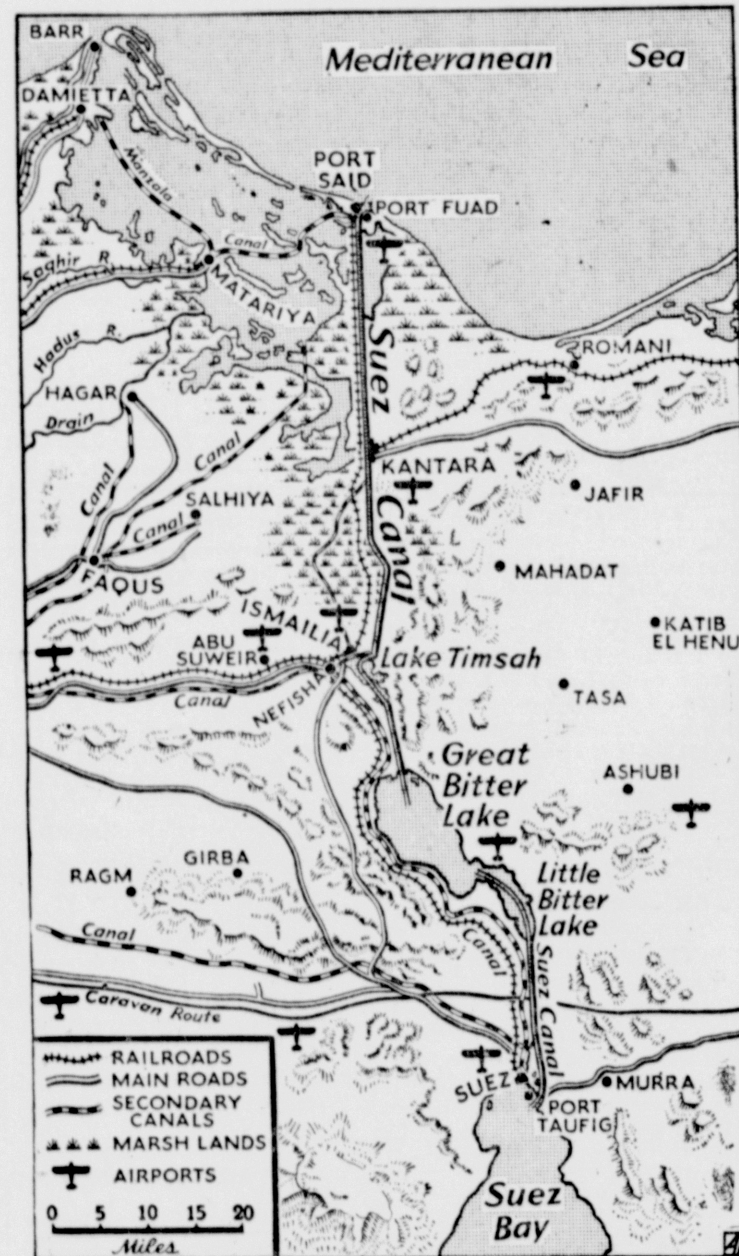 BARR
Mediterranean Sea
DAMIETTA
Manzala
Canal
PORT
SAID
PORT FUAD
Saghir R.
MATARIYA
Hadus R.
Suez
ROMANI
HAGAR
Drain
Canal
Canal
KANTARA
SALHIYA
Canal
JAFIR
Canal
FAQUS
MAHADAT
ISMAILIA
KATIB
EL HENU
ABU
SUWEIR
Lake Timsah
NEFISHA
Canal
TASA
Great
Bitter
Lake
ASHUBI
GIRBA
RAGM
Little
Bitter
Lake
Canal
Canal
Suez Canal
Caravan Route
RAILROADS
MAIN ROADS
SECONDARY
CANALS
MARSH LANDS
AIRPORTS
0 5 10 15 20
Miles
SUEZ
MURRA
PORT
TAUFIG
Suez
Bay